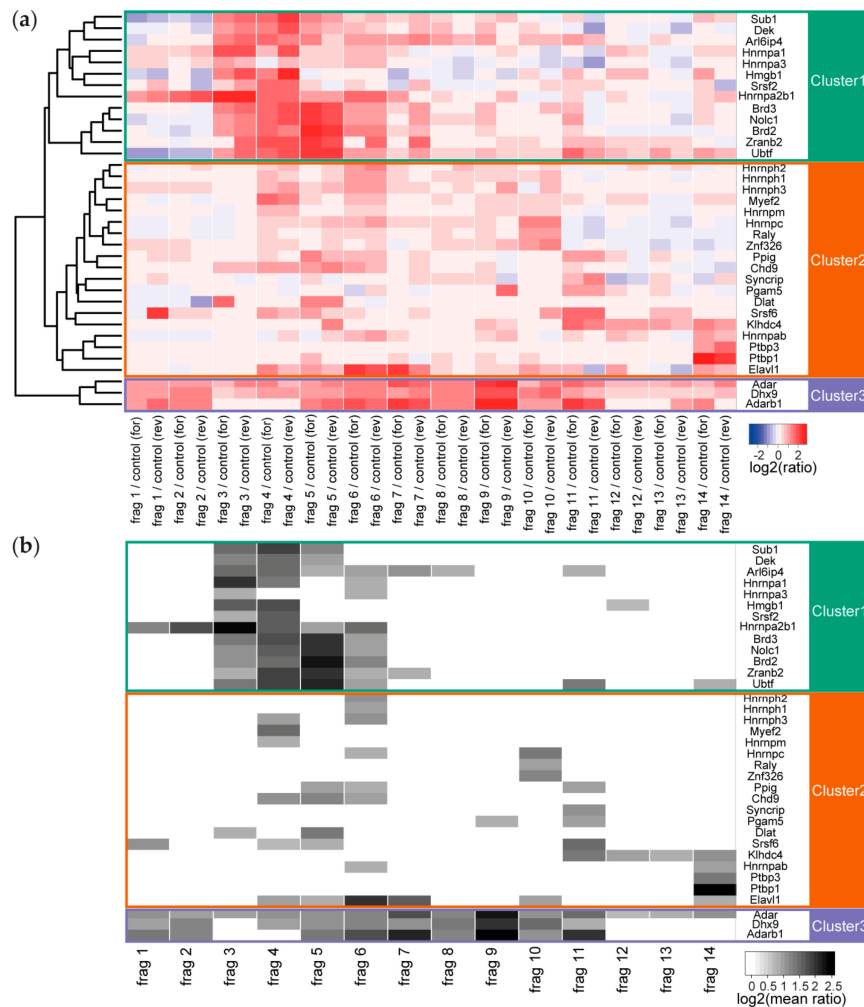 (a)
Sub1
Dek
Arl6ip4
Hnrnpa1
Hnrnpa3
Hmgb1
Srsf2
Hnrnpa2b1
Brd3
Nolc1
Brd2
Zranb2
Ubtf
Cluster1
Hnrnph2
Hnrnph1
Hnrnph3
Myef2
Hnrnpm
Hnrnpc
Raly
Znf326
Ppig
Chd9
Syncrip
Pgam5
Dlat
Srsf6
Klhdc4
Hnrnpab
Ptbp3
Ptbp1
Elavl1
Cluster2
Adar
Dhx9
Adarb1
Cluster3
frag 1 / control (for)
frag 1 / control (rev)
frag 2 / control (for)
frag 2 / control (rev)
frag 3 / control (for)
frag 3 / control (rev)
frag 4 / control (for)
frag 4 / control (rev)
frag 5 / control (for)
frag 5 / control (rev)
frag 6 / control (for)
frag 6 / control (rev)
frag 7 / control (for)
frag 7 / control (rev)
frag 8 / control (for)
frag 8 / control (rev)
frag 9 / control (for)
frag 9 / control (rev)
frag 10 / control (for)
frag 10 / control (rev)
frag 11 / control (for)
frag 11 / control (rev)
frag 12 / control (for)
frag 12 / control (rev)
frag 13 / control (for)
frag 13 / control (rev)
frag 14 / control (for)
frag 14 / control (rev)
-2 0 2
log2(ratio)
(b)
Sub1
Dek
Arl6ip4
Hnrnpa1
Hnrnpa3
Hmgb1
Srsf2
Hnrnpa2b1
Brd3
Nolc1
Brd2
Zranb2
Ubtf
Cluster1
Hnrnph2
Hnrnph1
Hnrnph3
Myef2
Hnrnpm
Hnrnpc
Raly
Znf326
Ppig
Chd9
Syncrip
Pgam5
Dlat
Srsf6
Klhdc4
Hnrnpab
Ptbp3
Ptbp1
Elavl1
Cluster2
Adar
Dhx9
Adarb1
Cluster3
frag 1
frag 2
frag 3
frag 4
frag 5
frag 6
frag 7
frag 8
frag 9
frag 10
frag 11
frag 12
frag 13
frag 14
0 0.5 1 1.5 2 2.5
log2(mean ratio)